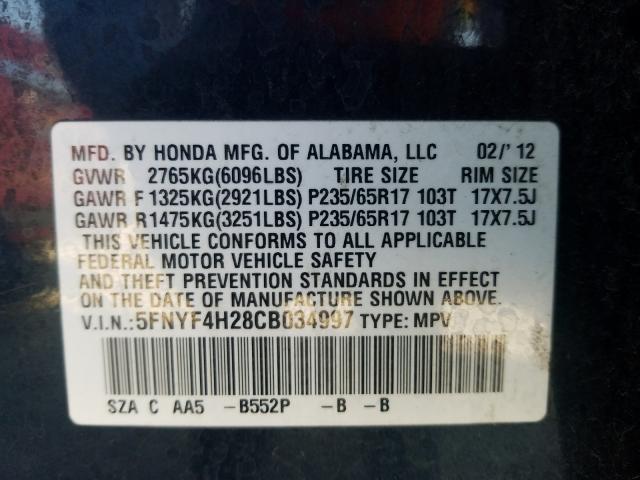 MFD. BY HONDA MFG. OF ALABAMA, LLC 02/' 12
GVWR 2765KG(6096LBS) TIRE SIZE RIM SIZE
GAWR F 1325KG(2921LBS) P235/65R17 103T 17X7.5J
GAWR R1475KG(3251LBS) P235/65R17 103T 17X7.5J
THIS VEHICLE CONFORMS TO ALL APPLICABLE
FEDERAL MOTOR VEHICLE SAFETY
AND THEFT PREVENTION STANDARDS IN EFFECT
ON THE DATE OF MANUFACTURE SHOWN ABOVE.
V.I.N.:5FNYF4H28CB034997 TYPE: MPV
SZA C AA5 -B552P -B -B